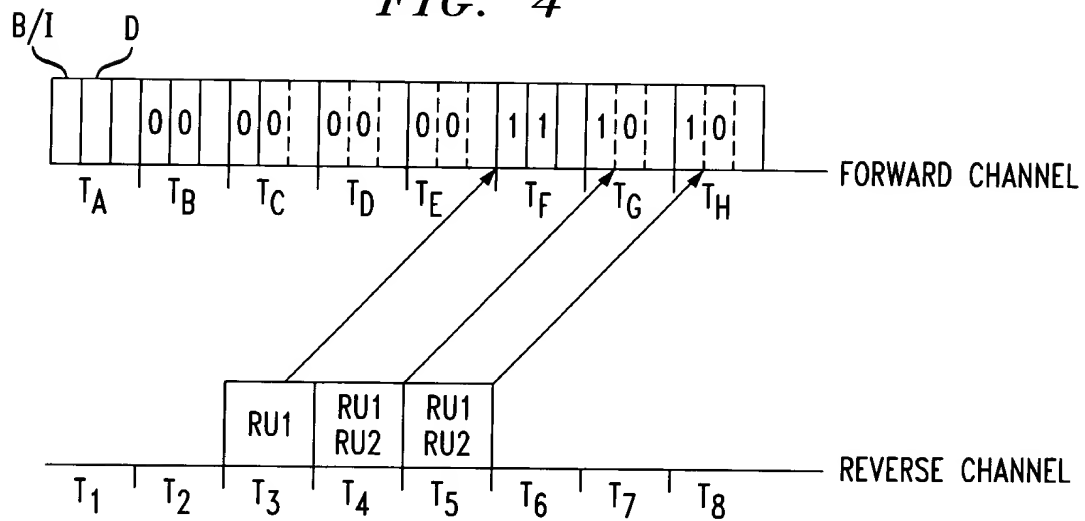 FIG. 4
B/I D
0 0 0 0 0 0 0 0 1 1 1 0 1 0
FORWARD CHANNEL
TA TB TC TD TE TF TG TH
RU1 RU1 RU1
RU2 RU2
REVERSE CHANNEL
T1 T2 T3 T4 T5 T6 T7 T8